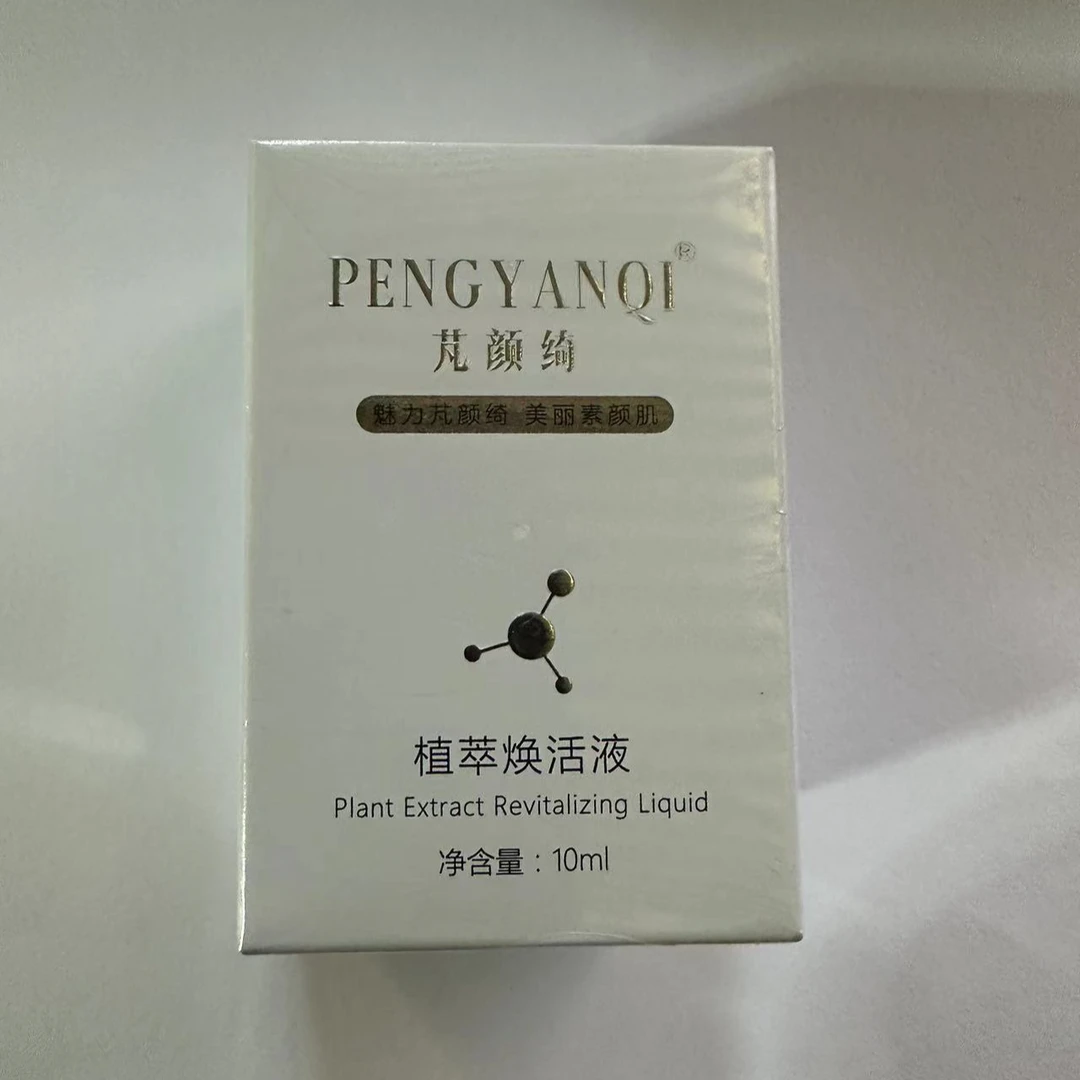 PENGYANQI®
芃颜绮
魅力芃颜绮 美丽素颜肌
植萃焕活液
Plant Extract Revitalizing Liquid
净含量：10ml